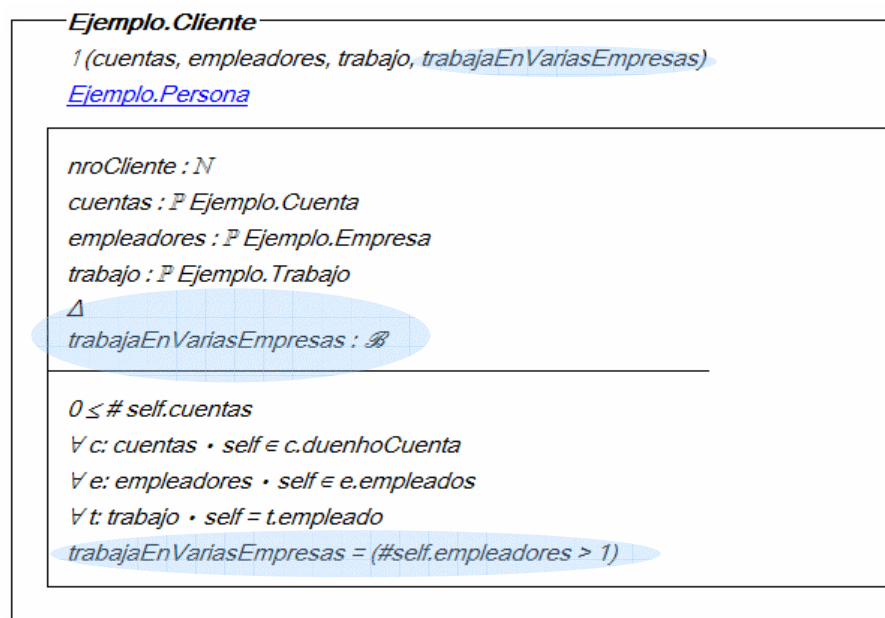 Ejemplo.Cliente
↾(cuentas, empleadores, trabajo, trabajaEnVariasEmpresas)
Ejemplo.Persona
nroCliente : ℕ
cuentas : ℙ Ejemplo.Cuenta
empleadores : ℙ Ejemplo.Empresa
trabajo : ℙ Ejemplo.Trabajo
Δ
trabajaEnVariasEmpresas : ℬ
0 ≤ # self.cuentas
∀ c: cuentas • self ∈ c.duenhoCuenta
∀ e: empleadores • self ∈ e.empleados
∀ t: trabajo • self = t.empleado
trabajaEnVariasEmpresas = (#self.empleadores > 1)